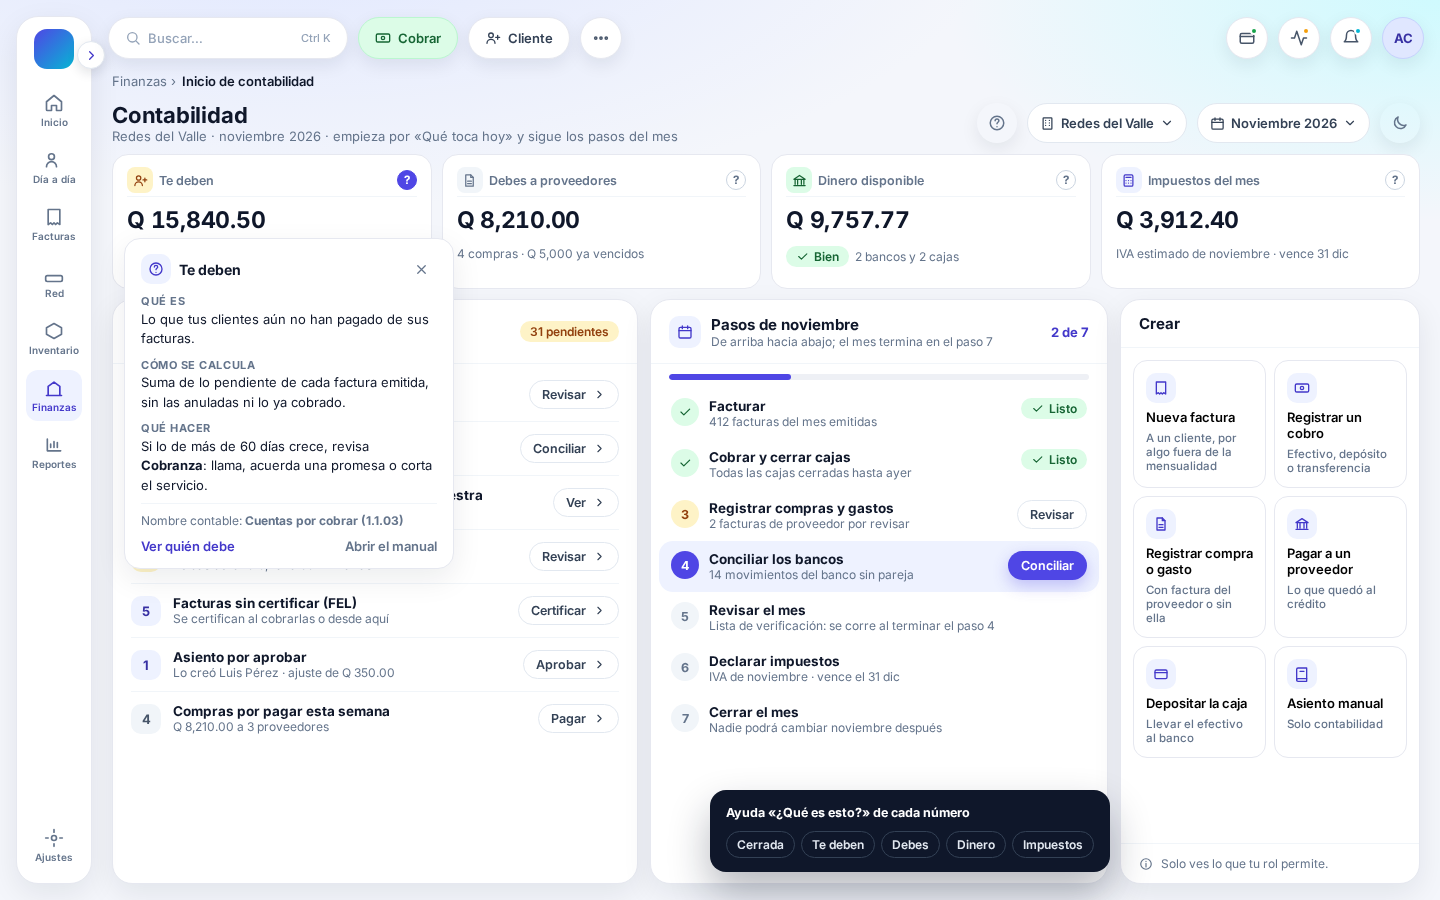 Buscar...
Ctrl K
Cobrar
Cliente
AC
Inicio
Día a día
Facturas
Red
Inventario
Finanzas
Reportes
Ajustes
Finanzas › Inicio de contabilidad
Contabilidad
Redes del Valle · noviembre 2026 · empieza por «Qué toca hoy» y sigue los pasos del mes
?
Redes del Valle
Noviembre 2026
Te deben
?
Q 15,840.50
Debes a proveedores
?
Q 8,210.00
4 compras · Q 5,000 ya vencidos
Dinero disponible
?
Q 9,757.77
Bien
2 bancos y 2 cajas
Impuestos del mes
?
Q 3,912.40
IVA estimado de noviembre · vence 31 dic
Te deben
QUÉ ES
Lo que tus clientes aún no han pagado de sus
facturas.
CÓMO SE CALCULA
Suma de lo pendiente de cada factura emitida,
sin las anuladas ni lo ya cobrado.
QUÉ HACER
Si lo de más de 60 días crece, revisa
Cobranza: llama, acuerda una promesa o corta
el servicio.
Nombre contable: Cuentas por cobrar (1.1.03)
Ver quién debe
Abrir el manual
31 pendientes
Revisar
Conciliar
Ver
Revisar
5
Facturas sin certificar (FEL)
Se certifican al cobrarlas o desde aquí
Certificar
1
Asiento por aprobar
Lo creó Luis Pérez · ajuste de Q 350.00
Aprobar
4
Compras por pagar esta semana
Q 8,210.00 a 3 proveedores
Pagar
Pasos de noviembre
De arriba hacia abajo; el mes termina en el paso 7
2 de 7
Facturar
412 facturas del mes emitidas
Listo
Cobrar y cerrar cajas
Todas las cajas cerradas hasta ayer
Listo
3
Registrar compras y gastos
2 facturas de proveedor por revisar
Revisar
4
Conciliar los bancos
14 movimientos del banco sin pareja
Conciliar
5
Revisar el mes
Lista de verificación: se corre al terminar el paso 4
6
Declarar impuestos
IVA de noviembre · vence el 31 dic
7
Cerrar el mes
Nadie podrá cambiar noviembre después
Crear
Nueva factura
A un cliente, por
algo fuera de la
mensualidad
Registrar un
cobro
Efectivo, depósito
o transferencia
Registrar compra
o gasto
Con factura del
proveedor o sin
ella
Pagar a un
proveedor
Lo que quedó al
crédito
Depositar la caja
Llevar el efectivo
al banco
Asiento manual
Solo contabilidad
Solo ves lo que tu rol permite.
Ayuda «¿Qué es esto?» de cada número
Cerrada
Te deben
Debes
Dinero
Impuestos